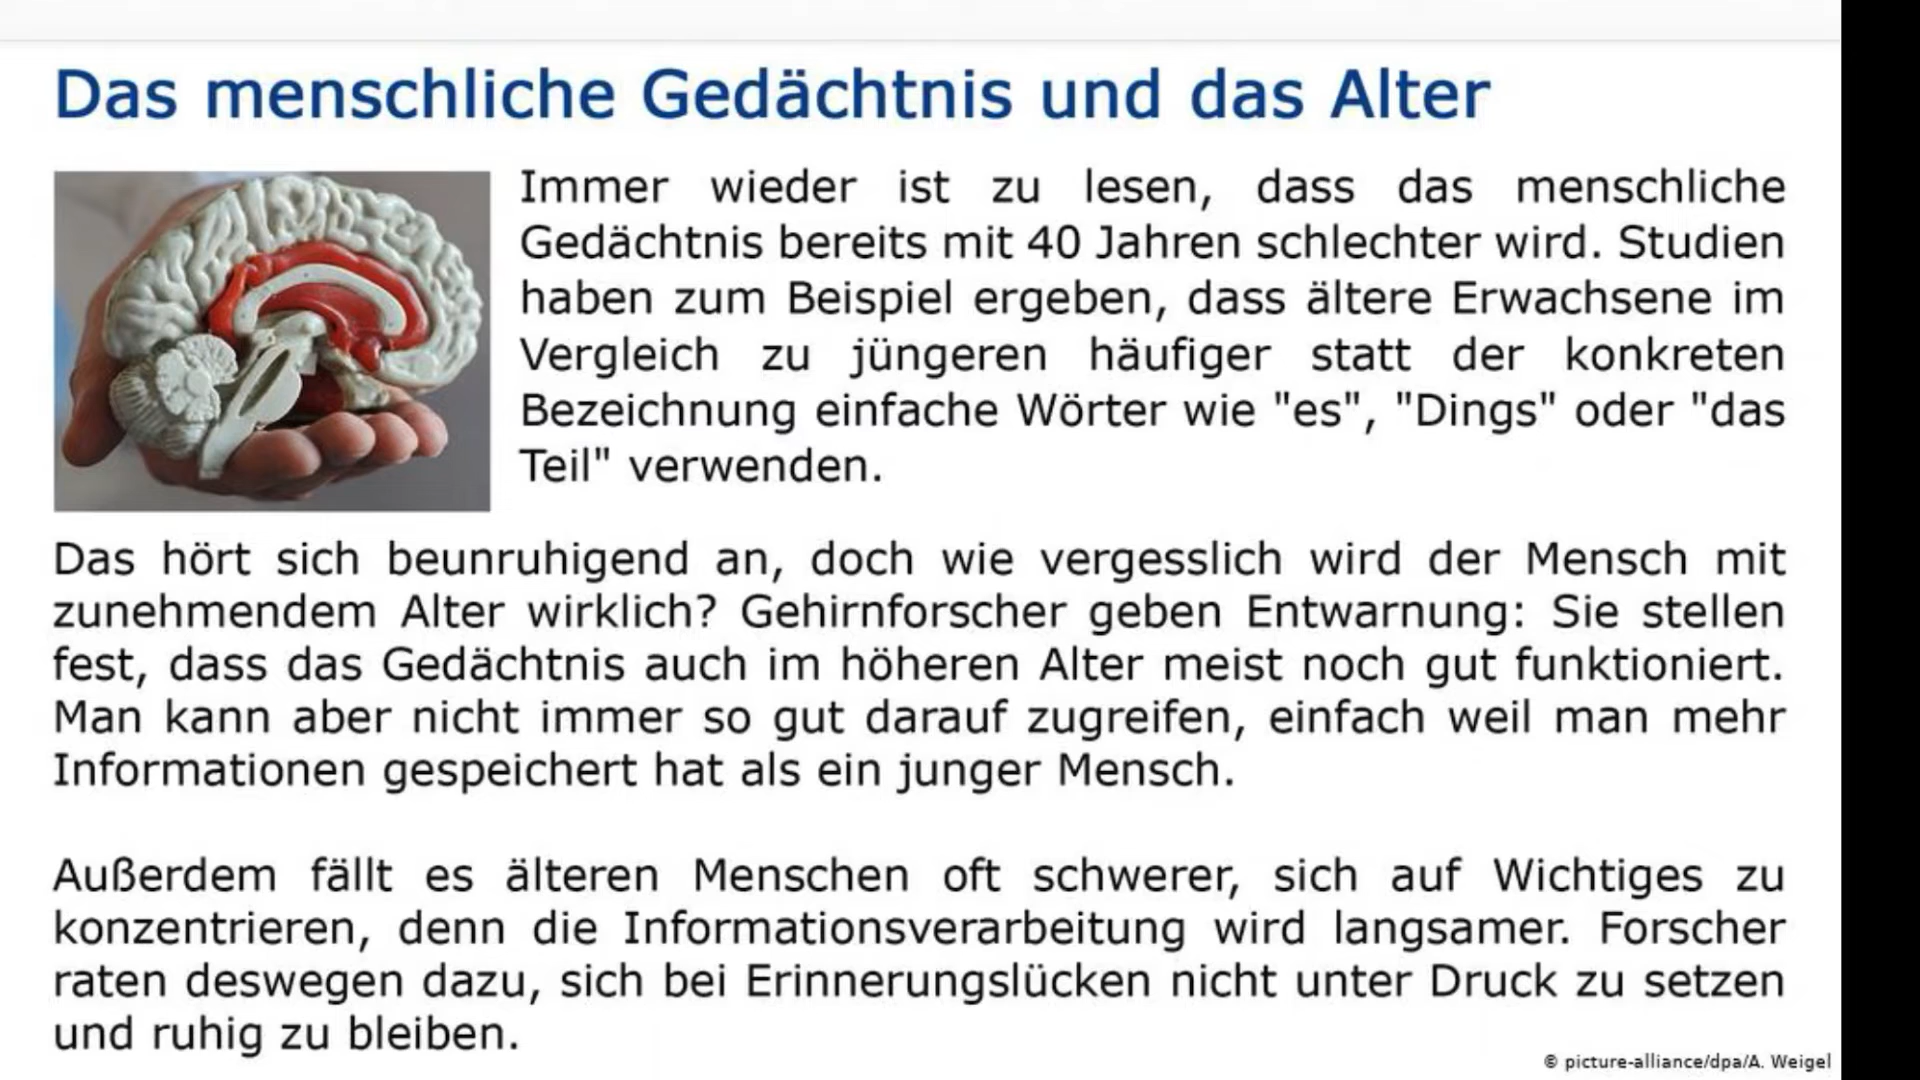 Das menschliche Gedächtnis und das Alter
Immer wieder ist zu lesen, dass das menschliche
Gedächtnis bereits mit 40 Jahren schlechter wird. Studien
haben zum Beispiel ergeben, dass ältere Erwachsene im
Vergleich zu jüngeren häufiger statt der konkreten
Bezeichnung einfache Wörter wie "es", "Dings" oder "das
Teil" verwenden.
Das hört sich beunruhigend an, doch wie vergesslich wird der Mensch mit
zunehmendem Alter wirklich? Gehirnforscher geben Entwarnung: Sie stellen
fest, dass das Gedächtnis auch im höheren Alter meist noch gut funktioniert.
Man kann aber nicht immer so gut darauf zugreifen, einfach weil man mehr
Informationen gespeichert hat als ein junger Mensch.
Außerdem fällt es älteren Menschen oft schwerer, sich auf Wichtiges zu
konzentrieren, denn die Informationsverarbeitung wird langsamer. Forscher
raten deswegen dazu, sich bei Erinnerungslücken nicht unter Druck zu setzen
und ruhig zu bleiben.
© picture-alliance/dpa/A. Weigel